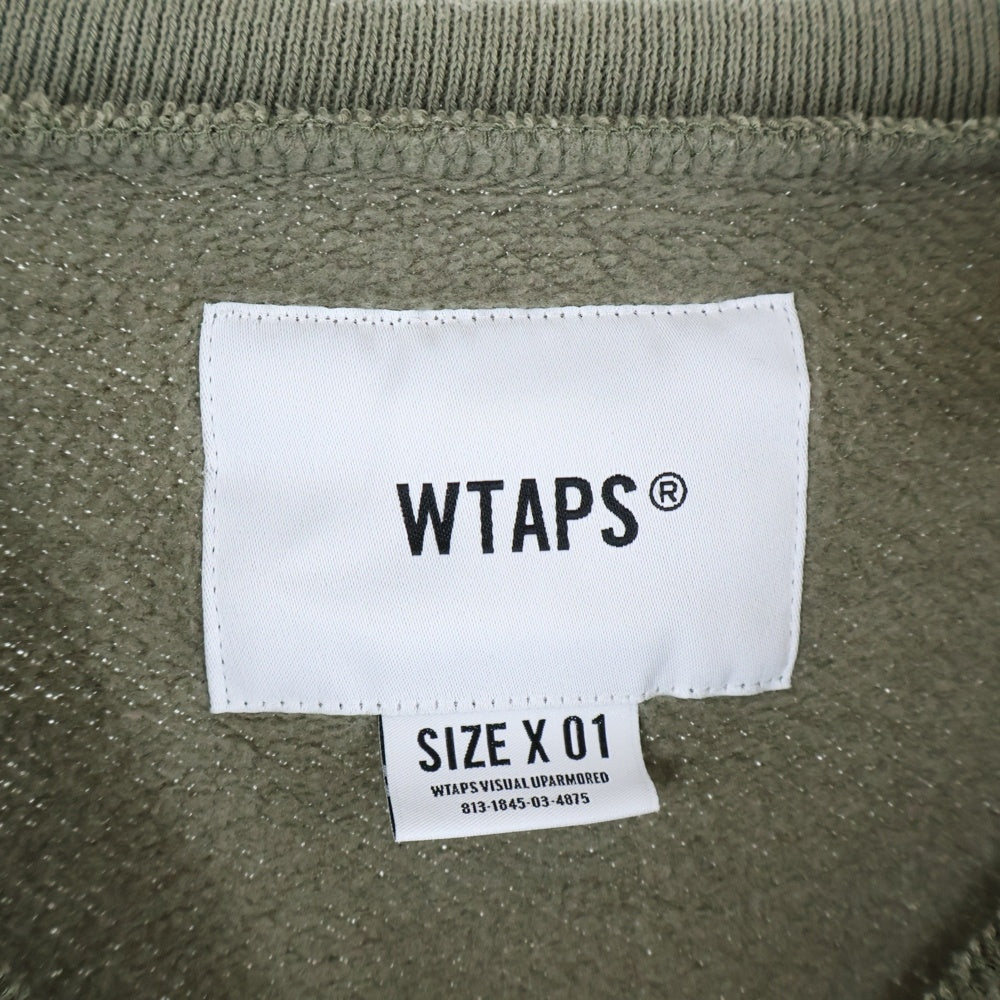 WTAPS®
SIZE X 01
WTAPS VISUAL UPARMORED
813-1845-03-4875